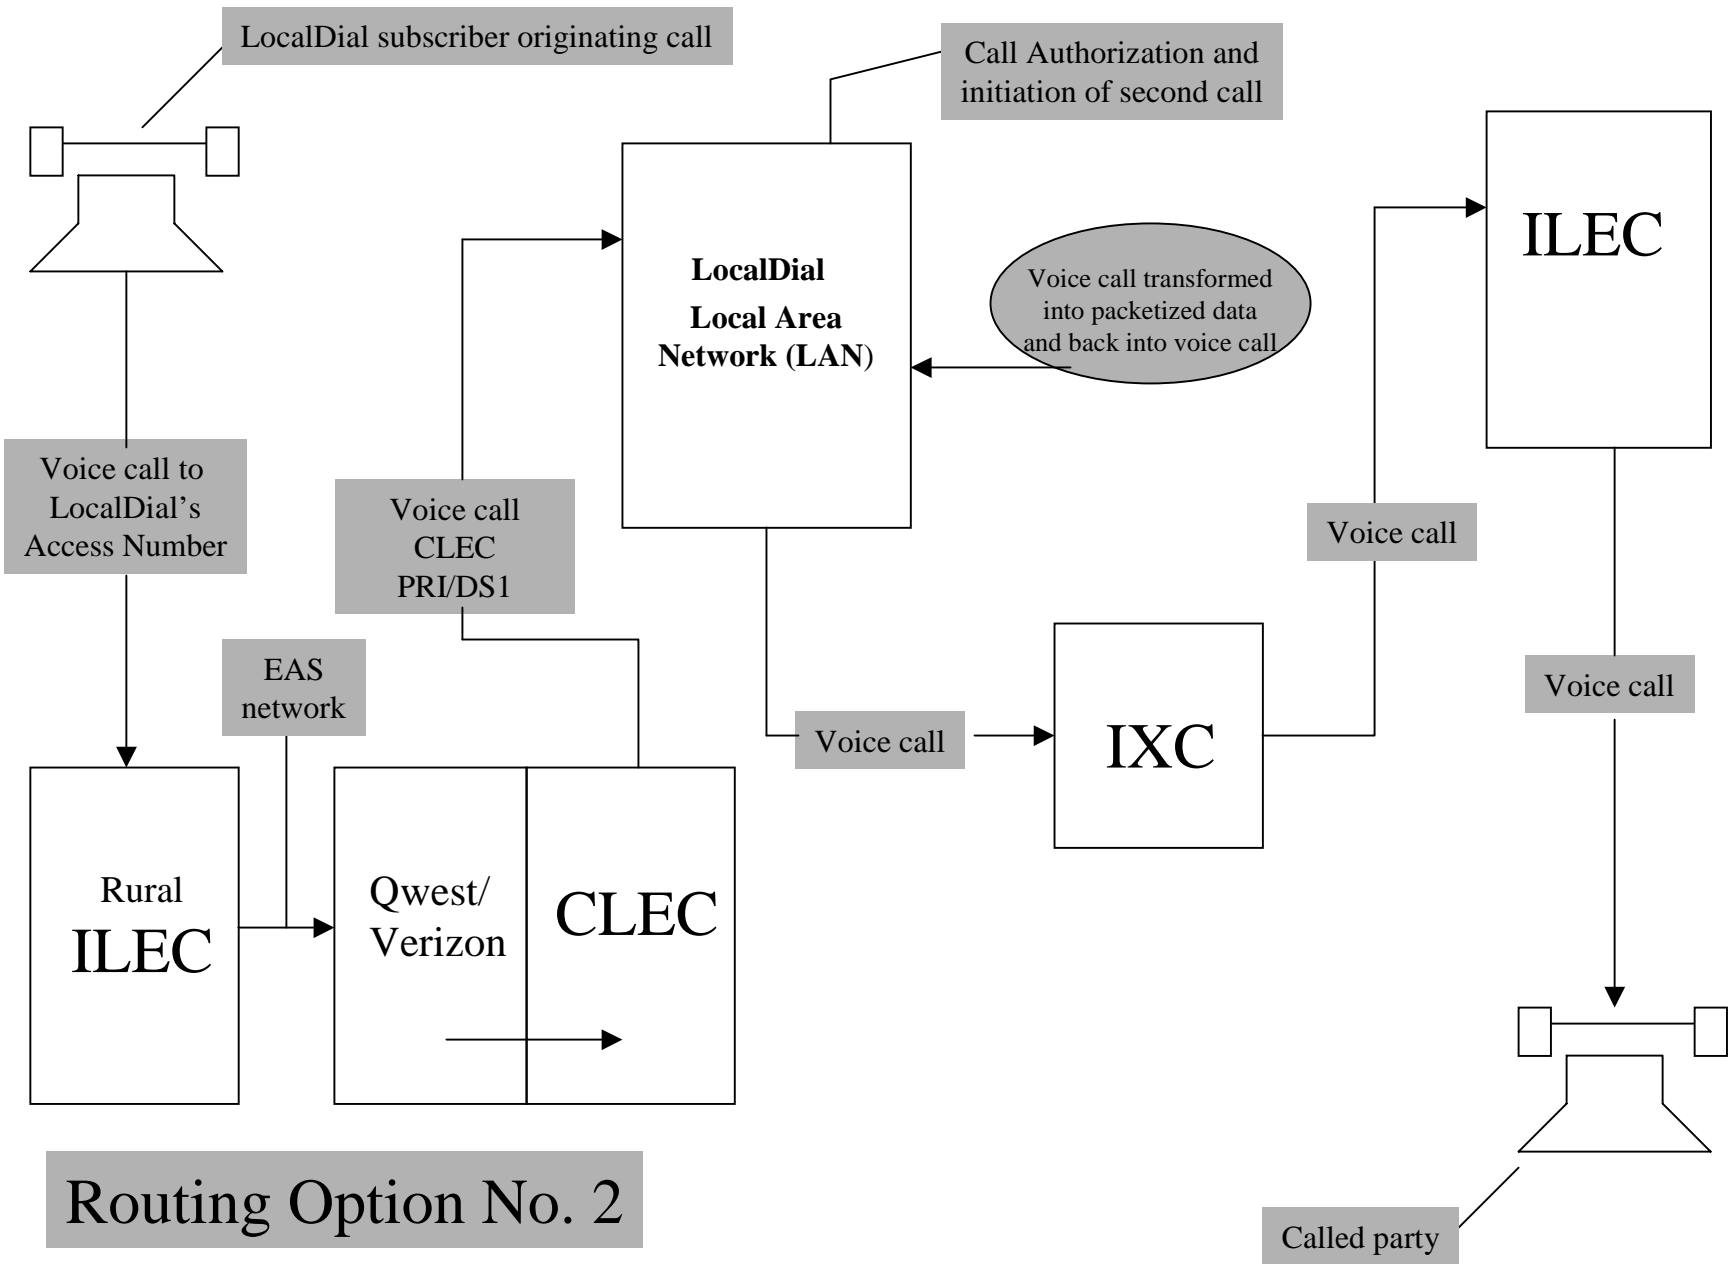 LocalDial subscriber originating call
Call Authorization and
initiation of second call
ILEC
LocalDial
Local Area
Network (LAN)
Voice call transformed
into packetized data
and back into voice call
Voice call to
LocalDial's
Access Number
Voice call
CLEC
PRI/DS1
Voice call
EAS
network
Voice call
IXC
Voice call
Rural
ILEC
Qwest/
Verizon
CLEC
Routing Option No. 2
Called party